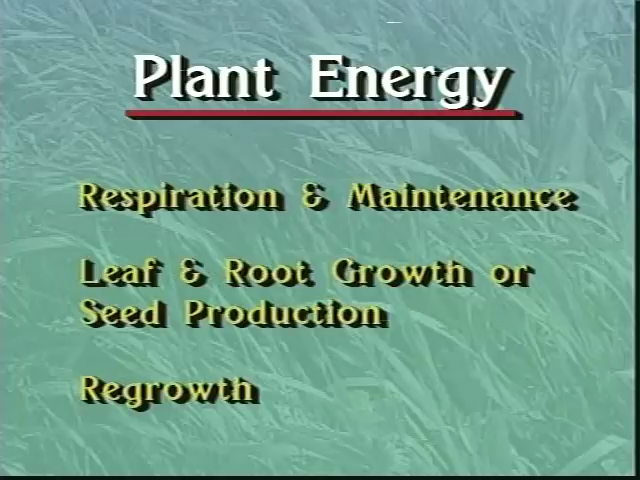 Plant Energy
Respiration & Maintenance
Leaf & Root Growth or
Seed Production
Regrowth